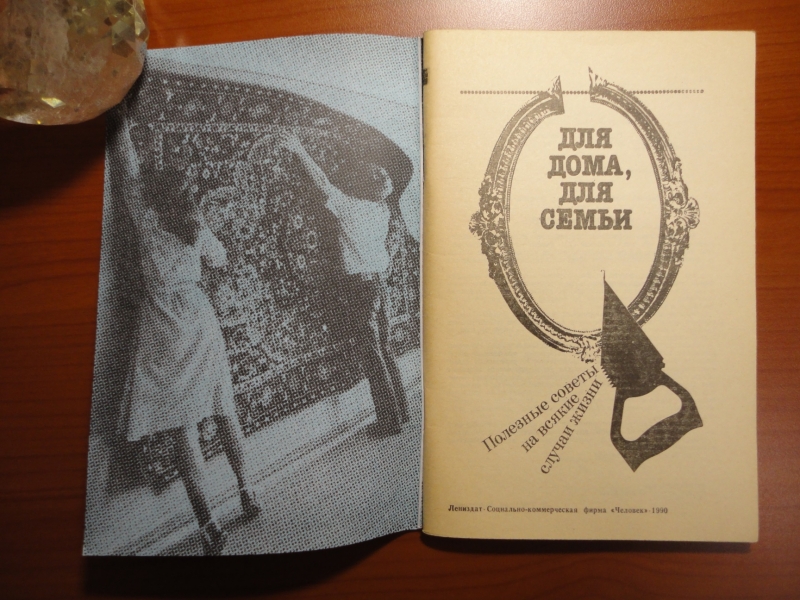 ДЛЯ
ДОМА,
ДЛЯ
СЕМЬИ
Полезные советы
на всякие
случаи жизни
Лениздат · Социально-коммерческая фирма «Человек» · 1990